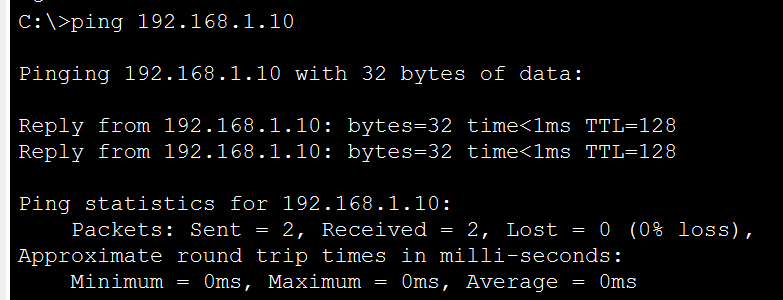 C:\>ping 192.168.1.10
Pinging 192.168.1.10 with 32 bytes of data:
Reply from 192.168.1.10: bytes=32 time<1ms TTL=128
Reply from 192.168.1.10: bytes=32 time<1ms TTL=128
Ping statistics for 192.168.1.10:
    Packets: Sent = 2, Received = 2, Lost = 0 (0% loss),
Approximate round trip times in milli-seconds:
    Minimum = 0ms, Maximum = 0ms, Average = 0ms